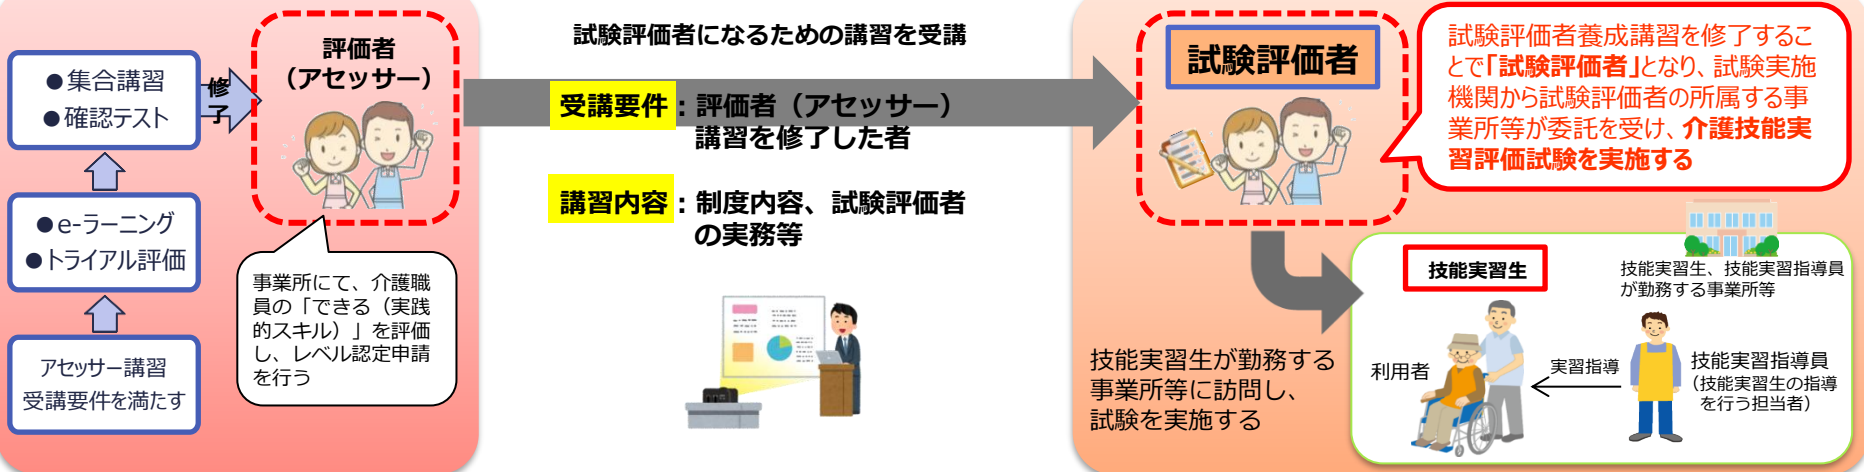 ●集合講習
●確認テスト
修
了
●e-ラーニング
●トライアル評価
アセッサー講習
受講要件を満たす
評価者
（アセッサー）
事業所にて、介護職
員の「できる（実践
的スキル）」を評価
し、レベル認定申請
を行う
試験評価者になるための講習を受講
受講要件：評価者（アセッサー）
講習を修了した者
講習内容：制度内容、試験評価者
の実務等
試験評価者
試験評価者養成講習を修了するこ
とで「試験評価者」となり、試験実施
機関から試験評価者の所属する事
業所等が委託を受け、介護技能実
習評価試験を実施する
技能実習生が勤務する
事業所等に訪問し、
試験を実施する
技能実習生
技能実習生、技能実習指導員
が勤務する事業所等
利用者
実習指導
技能実習指導員
（技能実習生の指導
を行う担当者）